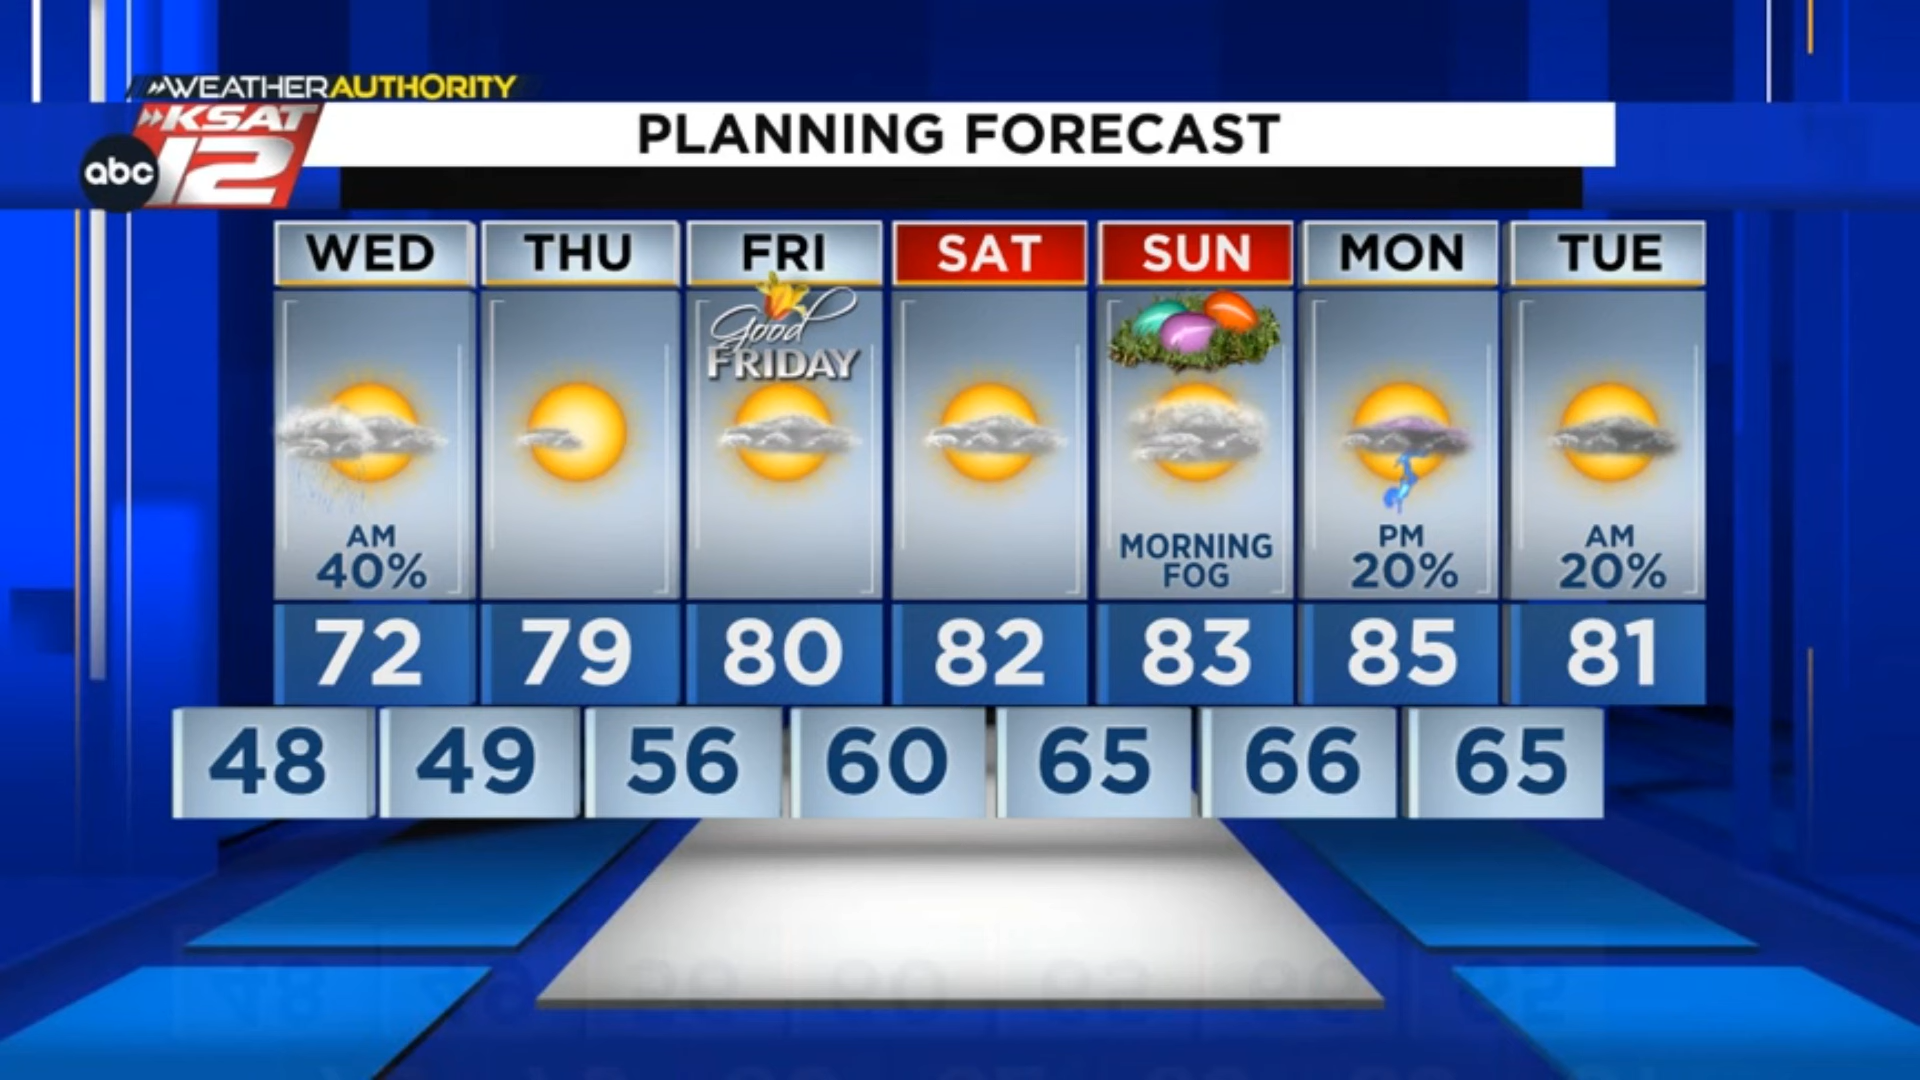 WEATHERAUTHORITY
KSAT
12
abc
PLANNING FORECAST
WED THU FRI SAT SUN MON TUE
Good
FRIDAY
AM
40%
MORNING
FOG
PM
20%
AM
20%
72 79 80 82 83 85 81
48 49 56 60 65 66 65